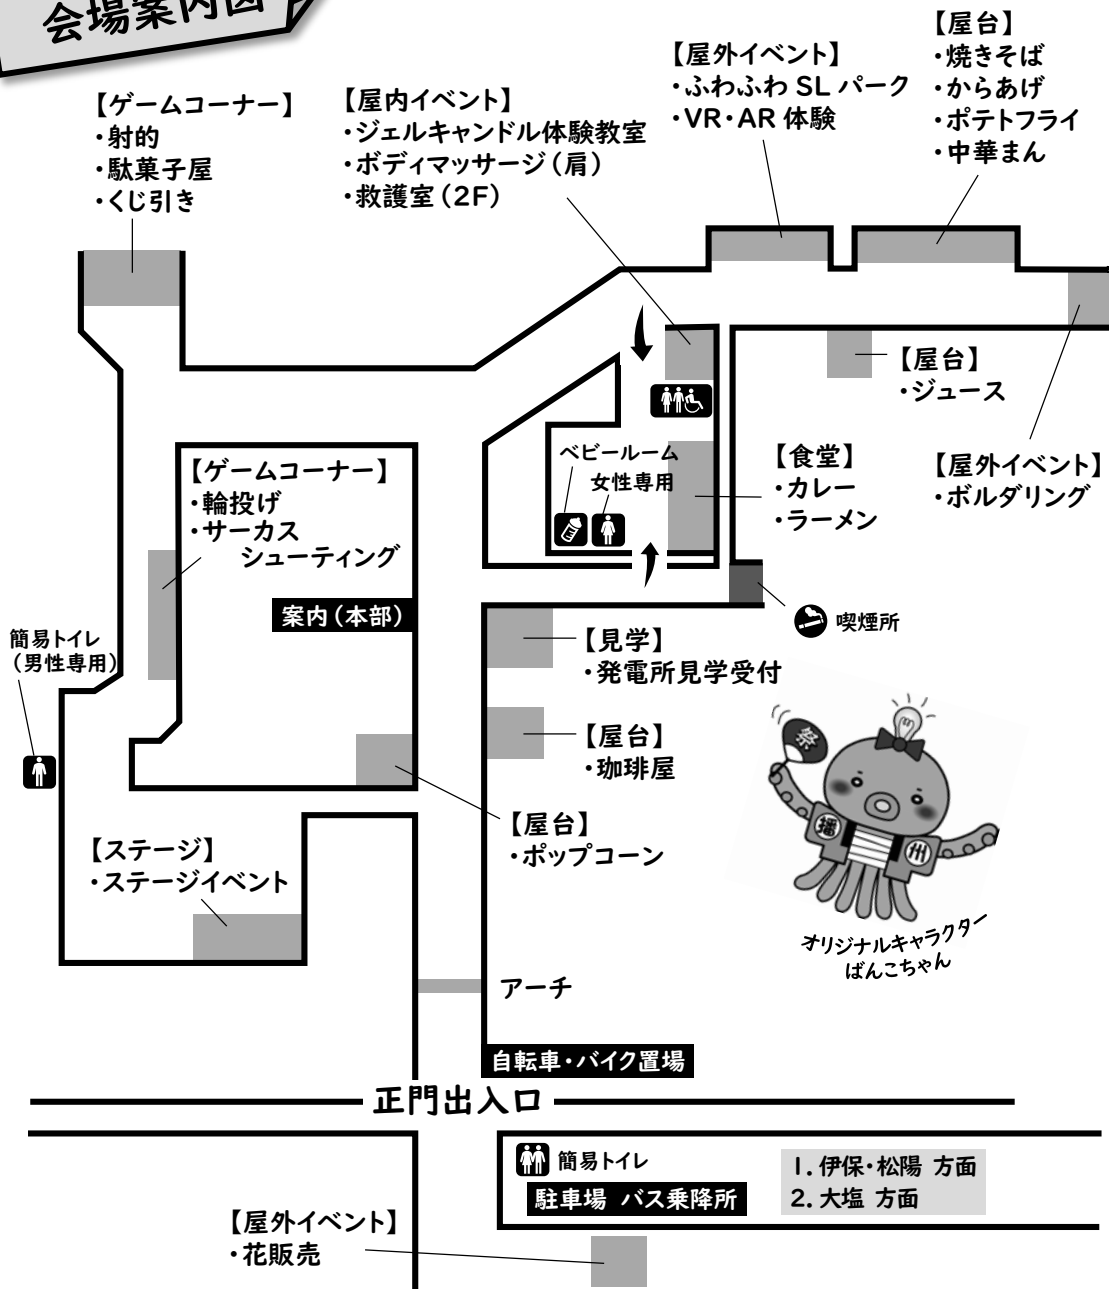 会場案内図
【ゲームコーナー】
・射的
・駄菓子屋
・くじ引き
【屋内イベント】
・ジェルキャンドル体験教室
・ボディマッサージ(肩)
・救護室(2F)
【屋外イベント】
・ふわふわ SL パーク
・VR・AR 体験
【屋台】
・焼きそば
・からあげ
・ポテトフライ
・中華まん
【屋台】
・ジュース
【屋外イベント】
・ボルダリング
【食堂】
・カレー
・ラーメン
ベビールーム
女性専用
【ゲームコーナー】
・輪投げ
・サーカス
シューティング
案内(本部)
簡易トイレ
(男性専用)
喫煙所
【見学】
・発電所見学受付
【屋台】
・珈琲屋
【屋台】
・ポップコーン
【ステージ】
・ステージイベント
祭
播
州
オリジナルキャラクター
ばんこちゃん
アーチ
自転車・バイク置場
正門出入口
簡易トイレ
駐車場 バス乗降所
1. 伊保・松陽 方面
2. 大塩 方面
【屋外イベント】
・花販売